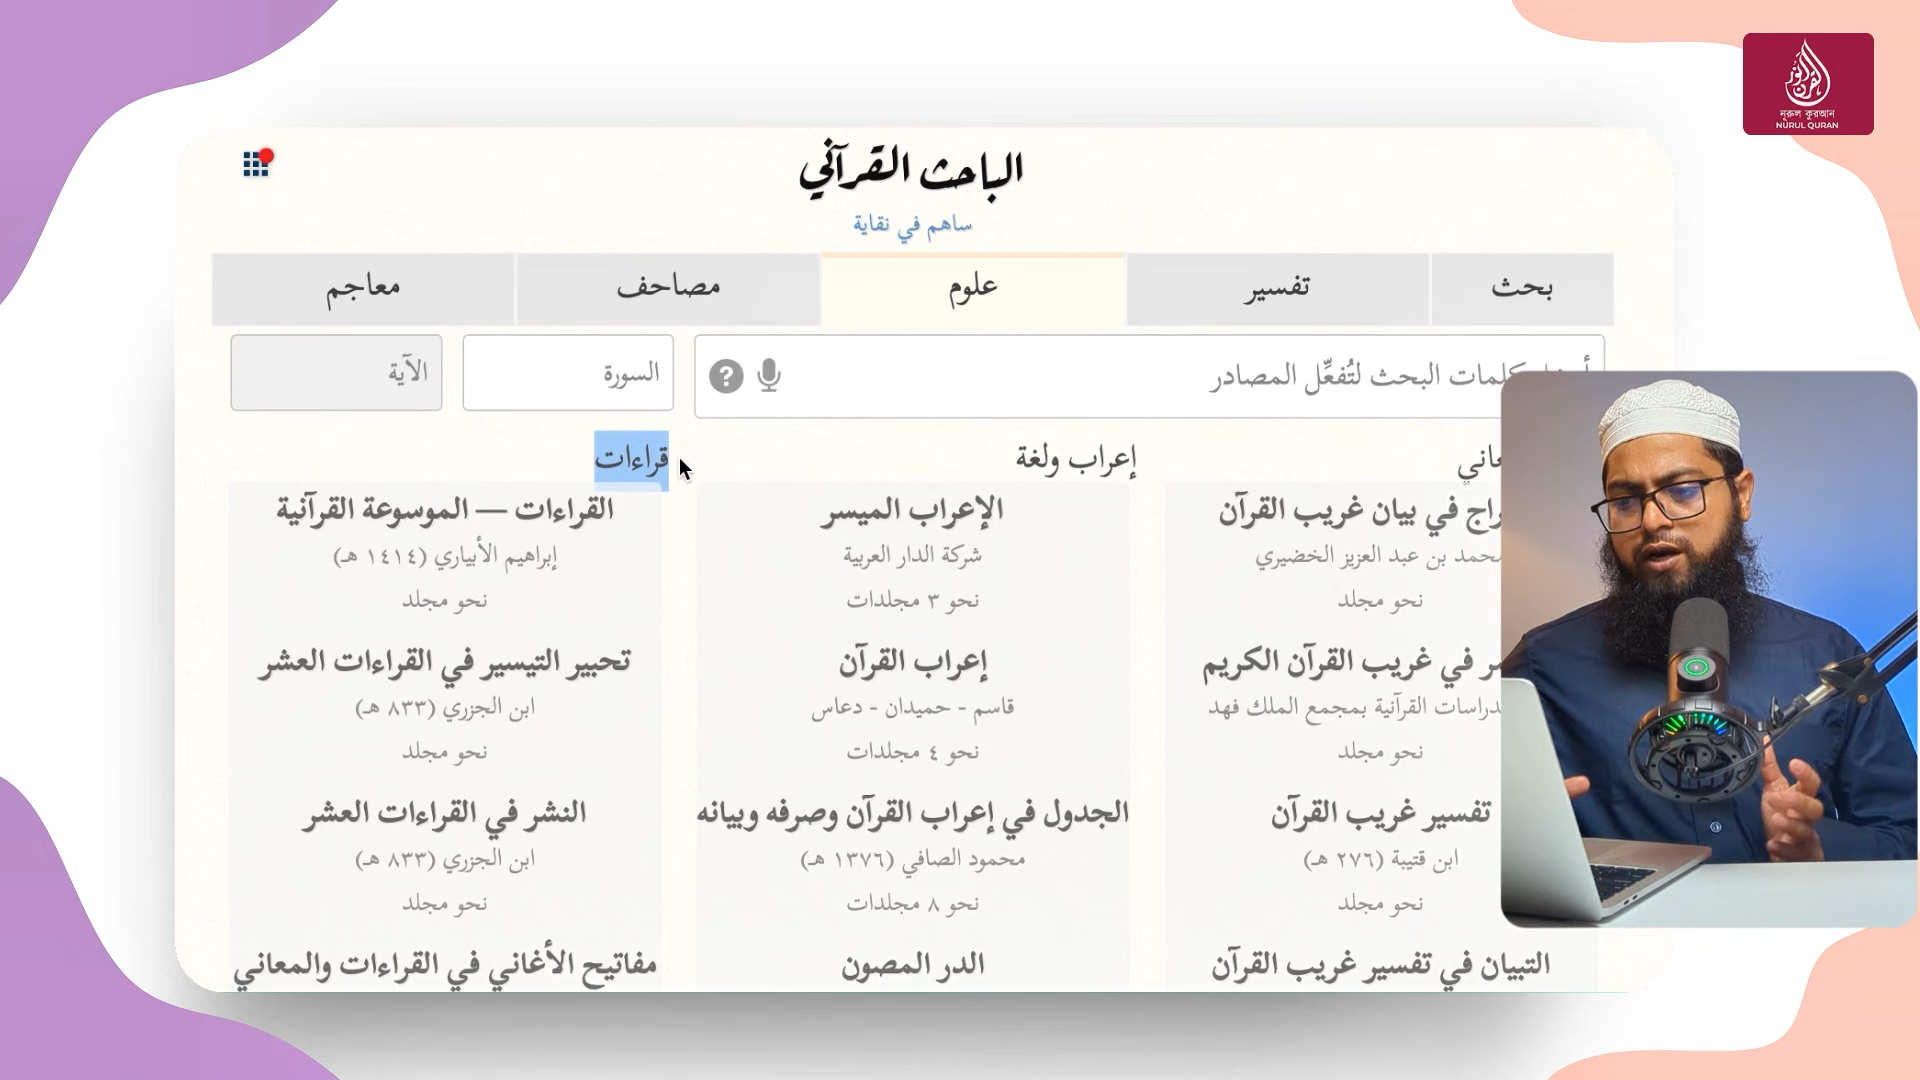 القرآن
نূরুল কুরআন
NURUL QURAN
الباحث القرآني
ساهم في نقاية
بحث
تفسير
علوم
مصاحف
معاجم
كلمات البحث لتُفعِّل المصادر
السورة
الآية
إعراب ولغة
قراءات
في بيان غريب القرآن
محمد بن عبد العزيز الخضيري
نحو مجلد
في غريب القرآن الكريم
القرآنية بمجمع الملك فهد
نحو مجلد
تفسير غريب القرآن
ابن قتيبة (٢٧٦ هـ)
نحو مجلد
التبيان في تفسير غريب القرآن
الإعراب الميسر
شركة الدار العربية
نحو ٣ مجلدات
إعراب القرآن
قاسم - حميدان - دعاس
نحو ٤ مجلدات
الجدول في إعراب القرآن وصرفه وبيانه
محمود الصافي (١٣٧٦ هـ)
نحو ٨ مجلدات
الدر المصون
القراءات — الموسوعة القرآنية
إبراهيم الأبياري (١٤١٤ هـ)
نحو مجلد
تحبير التيسير في القراءات العشر
ابن الجزري (٨٣٣ هـ)
نحو مجلد
النشر في القراءات العشر
ابن الجزري (٨٣٣ هـ)
نحو مجلد
مفاتيح الأغاني في القراءات والمعاني